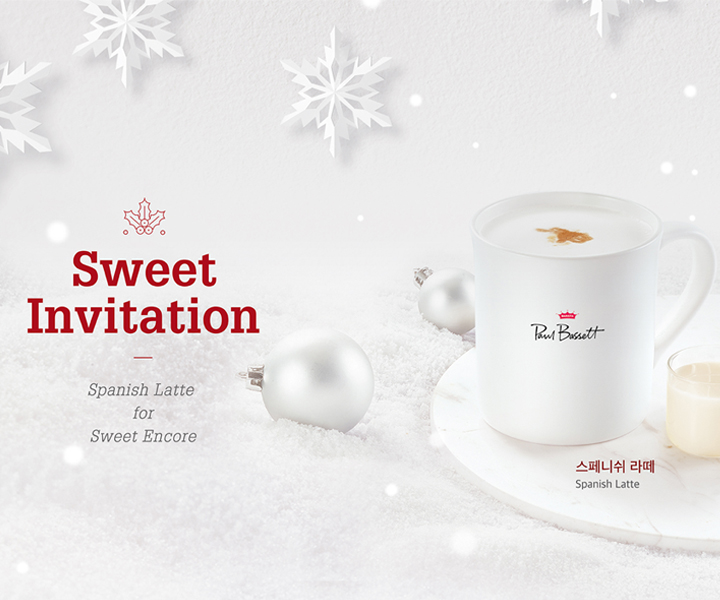 Sweet
Invitation
Spanish Latte
for
Sweet Encore
Paul Bassett
스페니쉬 라떼
Spanish Latte